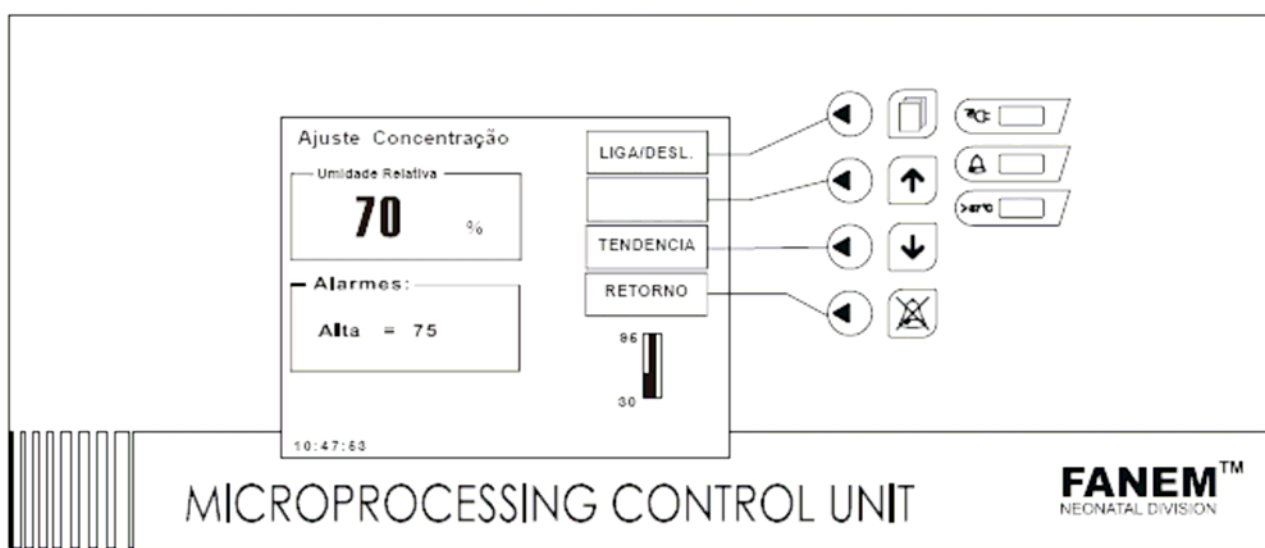 Ajuste Concentração
Umidade Relativa
70 %
Alarmes:
Alta = 75
10:47:53
LIGA/DESL.
TENDENCIA
RETORNO
95
30
>37°C
MICROPROCESSING CONTROL UNIT
FANEM™
NEONATAL DIVISION